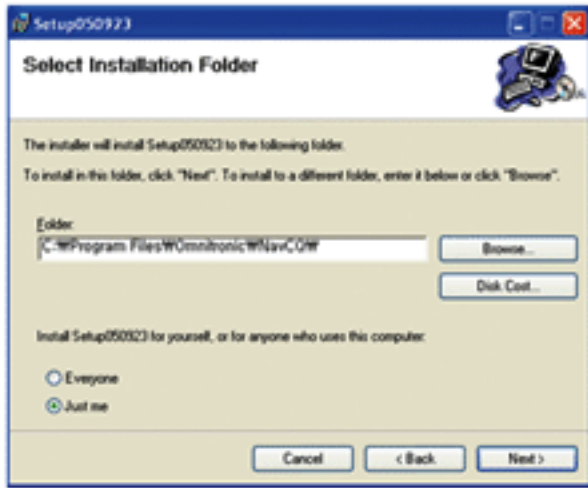 Setup050923
Select Installation Folder
The installer will install Setup050923 to the following folder.
To install in this folder, click "Next". To install to a different folder, enter it below or click "Browse".
Folder:
C:₩Program Files₩Omnitronic₩NavCQ₩
Browse...
Disk Cost...
Install Setup050923 for yourself, or for anyone who uses this computer:
Everyone
Just me
Cancel
< Back
Next >